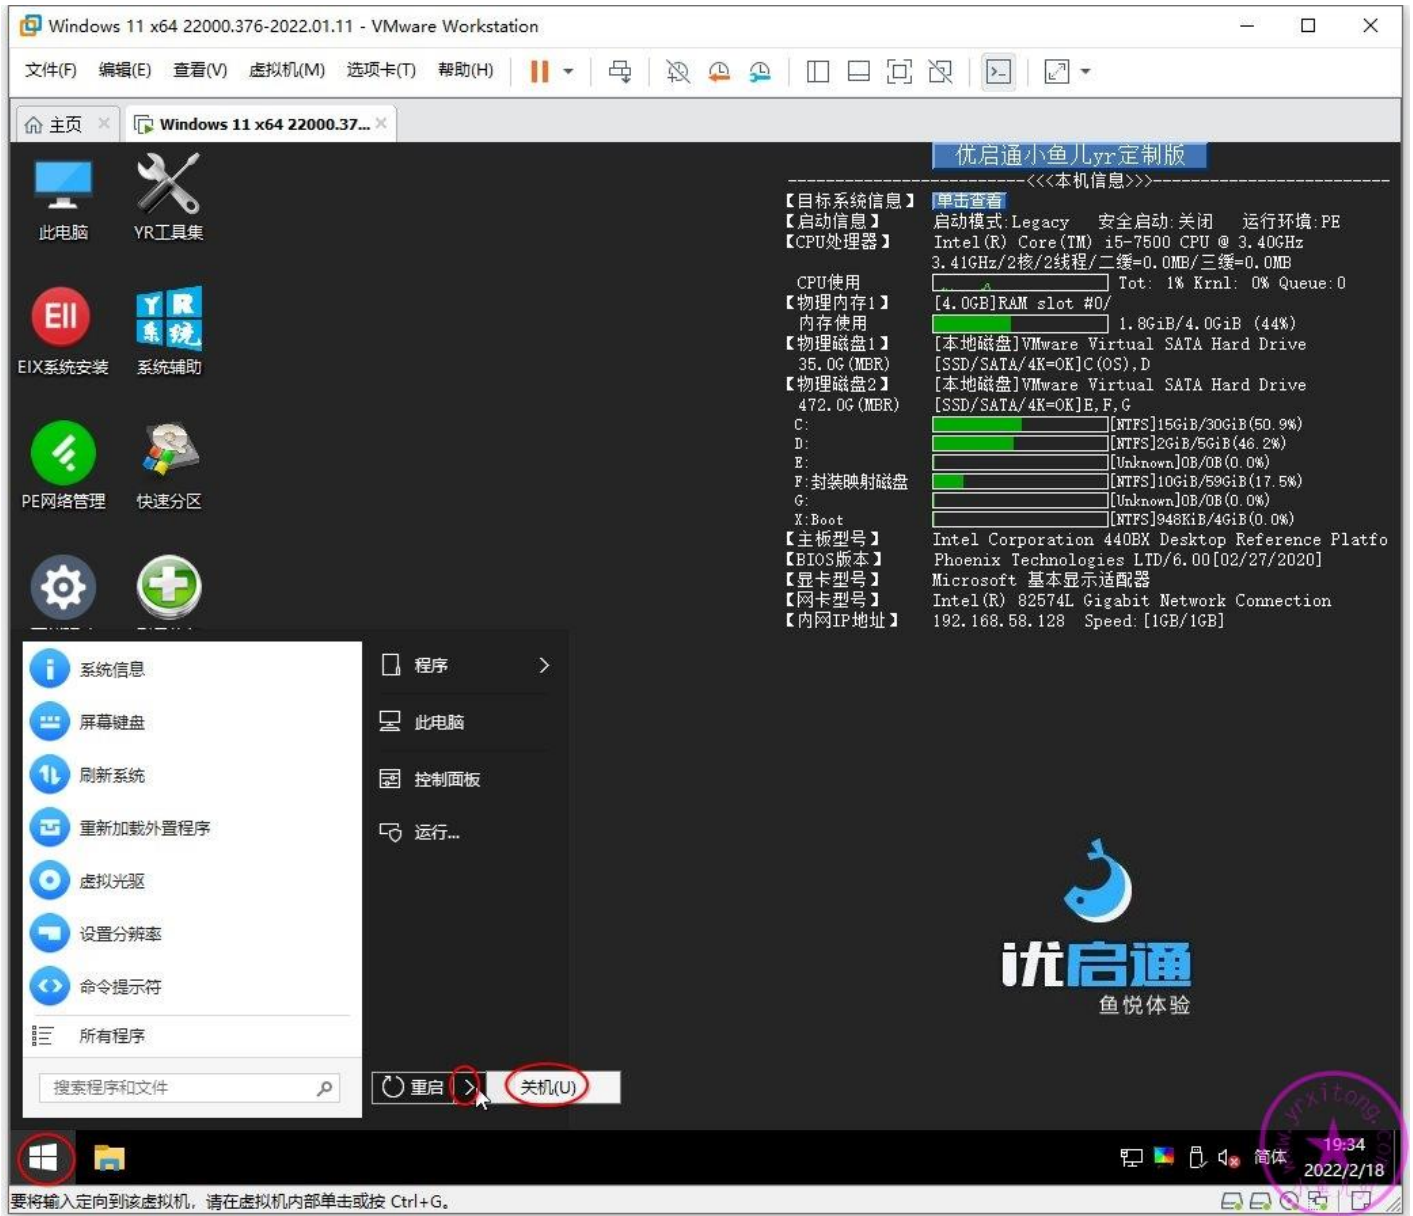 Windows 11 x64 22000.376-2022.01.11 - VMware Workstation
文件(F) 编辑(E) 查看(V) 虚拟机(M) 选项卡(T) 帮助(H)
主页 Windows 11 x64 22000.37...
此电脑 YR工具集
EII YR系统
EIX系统安装 系统辅助
PE网络管理 快速分区
优启通小鱼儿yr定制版
-------------------------<<<本机信息>>>-------------------------
【目标系统信息】 单击查看
【启动信息】 启动模式:Legacy 安全启动:关闭 运行环境:PE
【CPU处理器】 Intel(R) Core(TM) i5-7500 CPU @ 3.40GHz
3.41GHz/2核/2线程/二缓=0.0MB/三缓=0.0MB
CPU使用 Tot: 1% Krnl: 0% Queue:0
【物理内存1】 [4.0GB]RAM slot #0/
内存使用 1.8GiB/4.0GiB (44%)
【物理磁盘1】 [本地磁盘]VMware Virtual SATA Hard Drive
35.0G(MBR) [SSD/SATA/4K=OK]C(OS),D
【物理磁盘2】 [本地磁盘]VMware Virtual SATA Hard Drive
472.0G(MBR) [SSD/SATA/4K=OK]E,F,G
C: [NTFS]15GiB/30GiB(50.9%)
D: [NTFS]2GiB/5GiB(46.2%)
E: [Unknown]0B/0B(0.0%)
F:封装映射磁盘 [NTFS]10GiB/59GiB(17.5%)
G: [Unknown]0B/0B(0.0%)
X:Boot [NTFS]948KiB/4GiB(0.0%)
【主板型号】 Intel Corporation 440BX Desktop Reference Platfo
【BIOS版本】 Phoenix Technologies LTD/6.00[02/27/2020]
【显卡型号】 Microsoft 基本显示适配器
【网卡型号】 Intel(R) 82574L Gigabit Network Connection
【内网IP地址】 192.168.58.128 Speed:[1GB/1GB]
系统信息
屏幕键盘
刷新系统
重新加载外置程序
虚拟光驱
设置分辨率
命令提示符
所有程序
搜索程序和文件
程序
此电脑
控制面板
运行...
重启 关机(U)
优启通
鱼悦体验
简体 19:34
2022/2/18
www.yrxitong.com
小鱼儿yr
要将输入定向到该虚拟机，请在虚拟机内部单击或按 Ctrl+G。